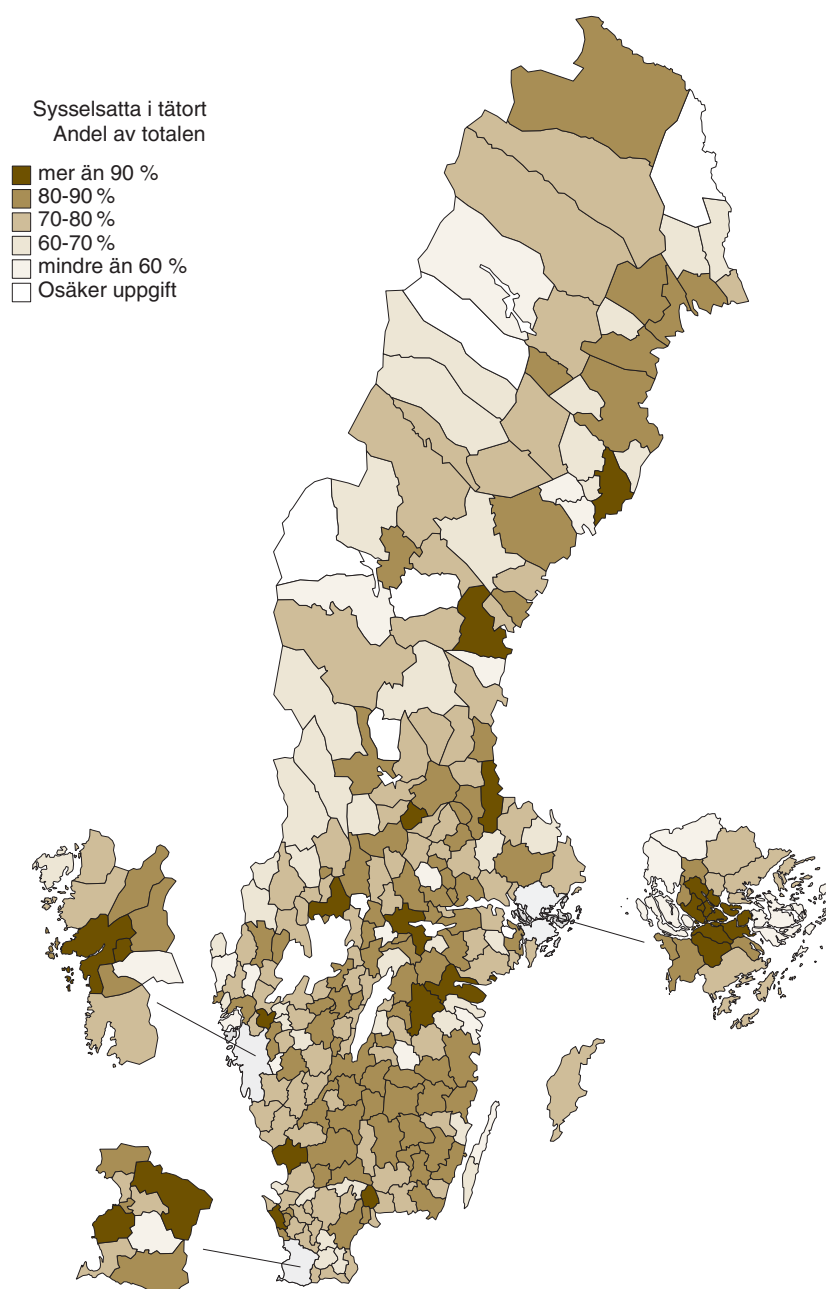 Sysselsatta i tätort
Andel av totalen
mer än 90 %
80-90 %
70-80 %
60-70 %
mindre än 60 %
Osäker uppgift